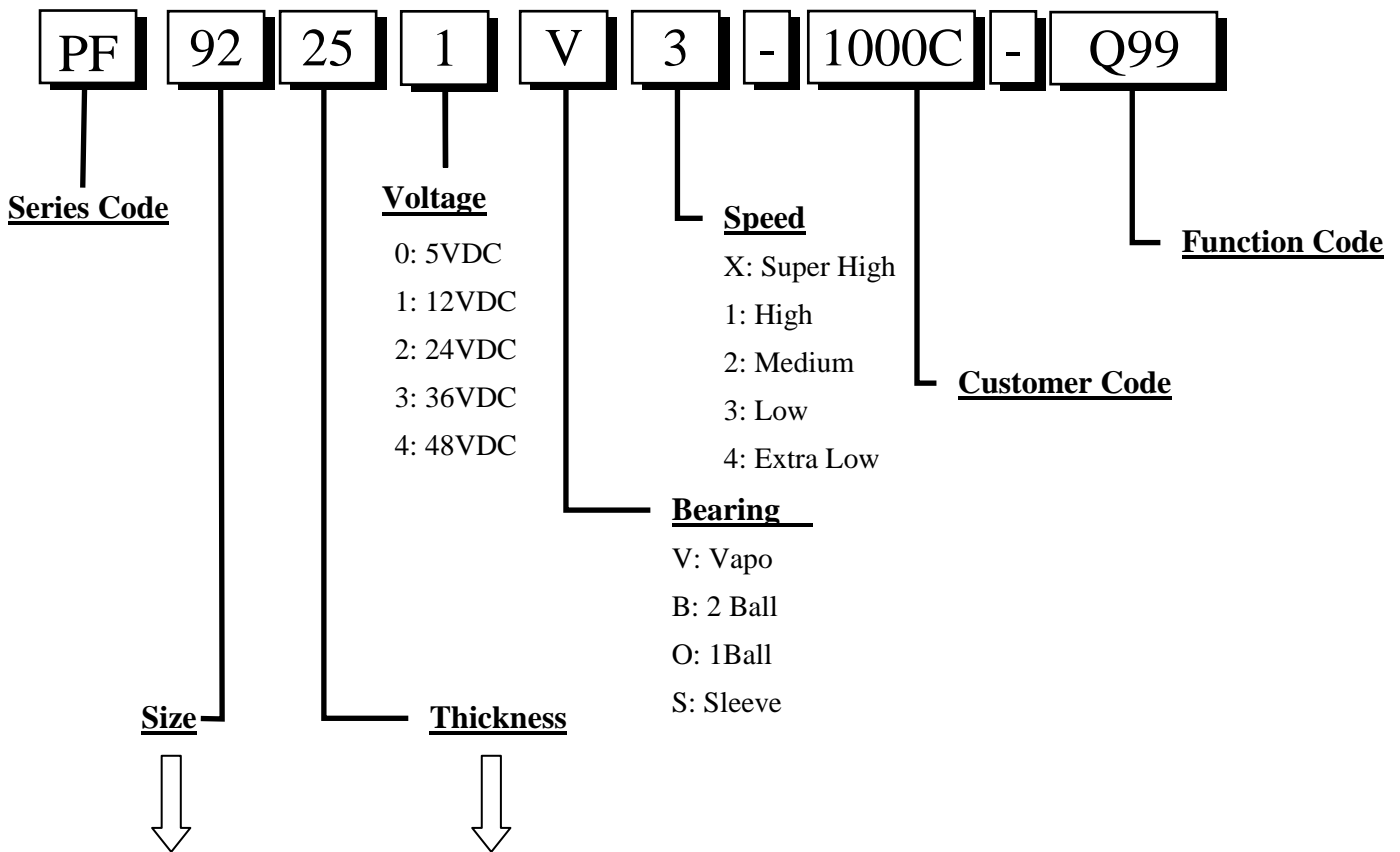 PF 92 25 1 V 3 - 1000C - Q99
Series Code
Voltage
0: 5VDC
1: 12VDC
2: 24VDC
3: 36VDC
4: 48VDC
Speed
X: Super High
1: High
2: Medium
3: Low
4: Extra Low
Function Code
Customer Code
Bearing
V: Vapo
B: 2 Ball
O: 1Ball
S: Sleeve
Size
Thickness